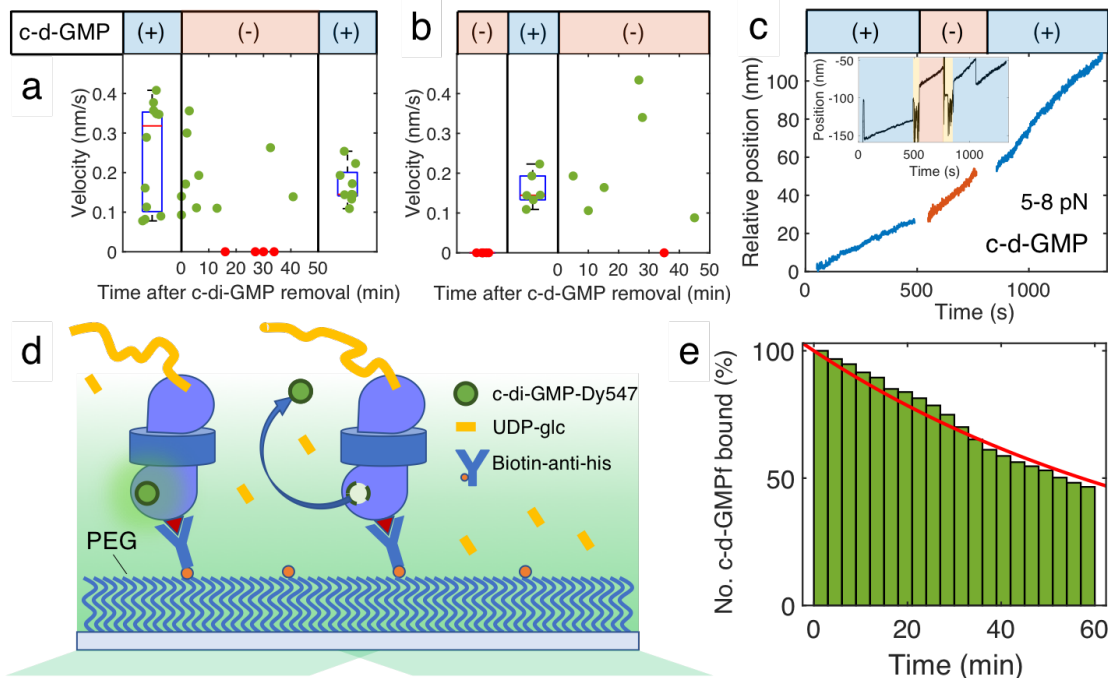 c-d-GMP (+) (-) (+)
a
Velocity (nm/s)
0.4
0.3
0.2
0.1
0
0 10 20 30 40 50
Time after c-di-GMP removal (min)
b
(-) (+) (-)
Velocity (nm/s)
0.4
0.3
0.2
0.1
0
0 10 20 30 40 50
Time after c-d-GMP removal (min)
c
(+) (-) (+)
Relative position (nm)
100
80
60
40
20
0
0 500 1000
Time (s)
Position (nm)
-50
-100
-150
0 500 1000
Time (s)
5-8 pN
c-d-GMP
d
c-di-GMP-Dy547
UDP-glc
Biotin-anti-his
PEG
e
No. c-d-GMPf bound (%)
100
50
0
0 20 40 60
Time (min)